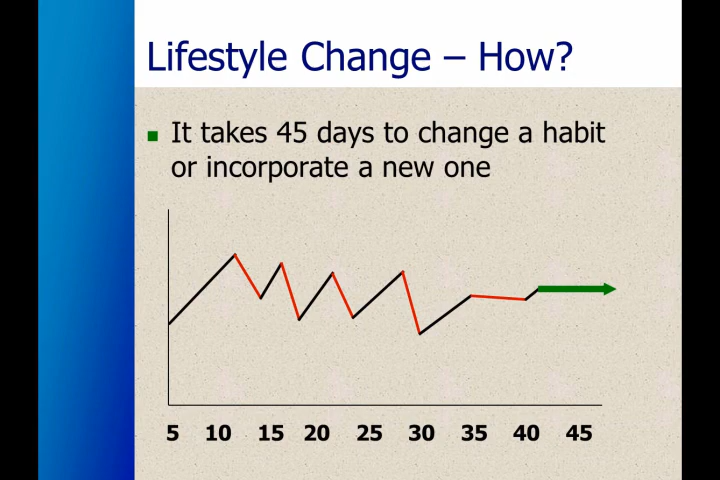 Lifestyle Change – How?
It takes 45 days to change a habit
or incorporate a new one
5 10 15 20 25 30 35 40 45